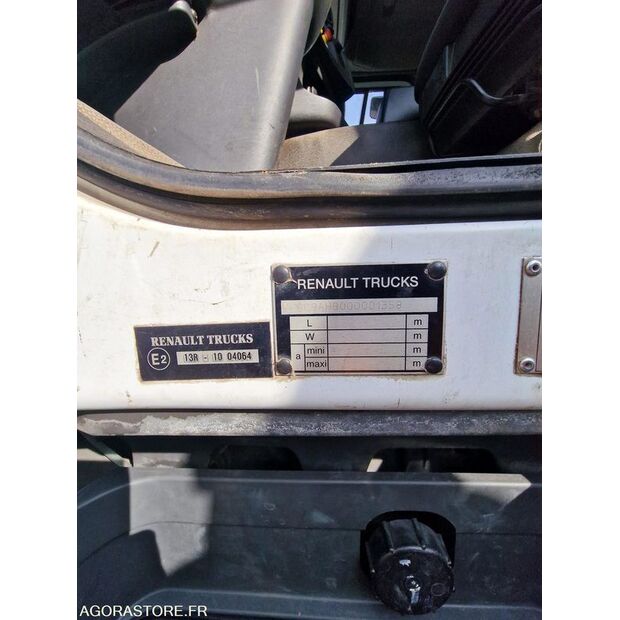 RENAULT TRUCKS
L m
W m
a mini m
maxi m
RENAULT TRUCKS
E2 13R - 10 04064
AGORASTORE.FR